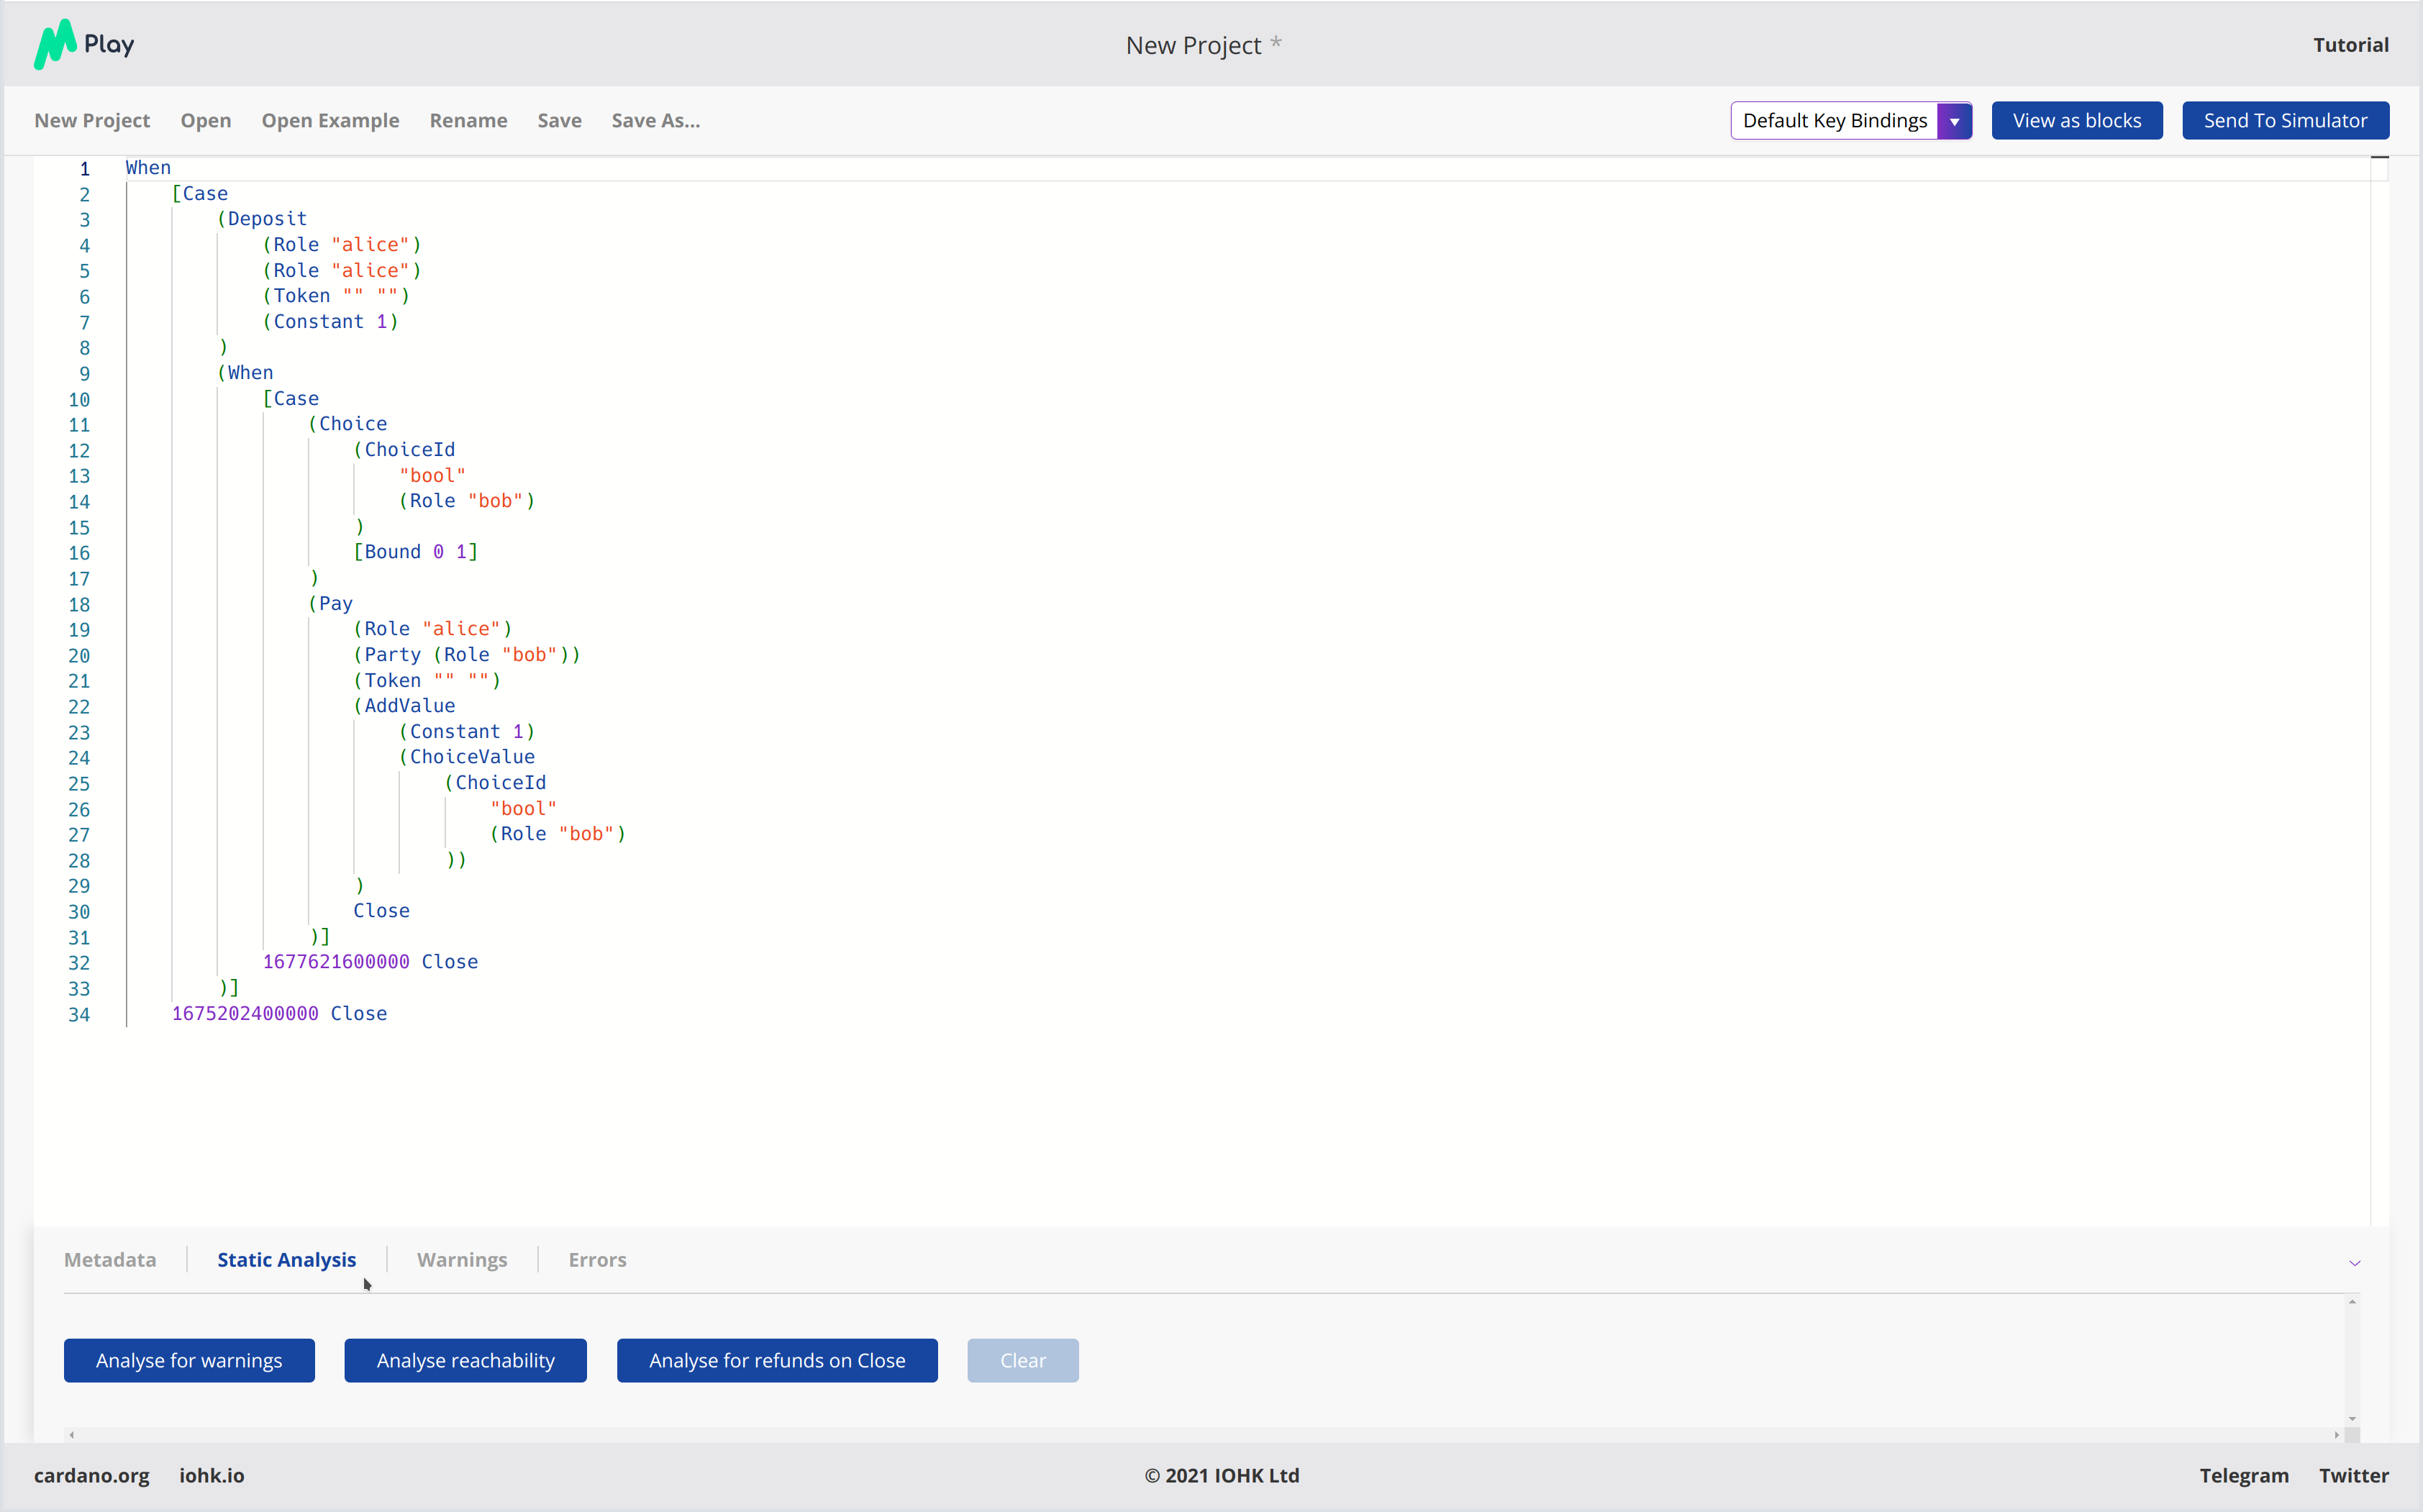 Play
New Project *
Tutorial
New Project Open Open Example Rename Save Save As...
Default Key Bindings
View as blocks
Send To Simulator
1 When
2     [Case
3         (Deposit
4             (Role "alice")
5             (Role "alice")
6             (Token "" "")
7             (Constant 1)
8         )
9         (When
10             [Case
11                 (Choice
12                     (ChoiceId
13                         "bool"
14                         (Role "bob")
15                     )
16                     [Bound 0 1]
17                 )
18                 (Pay
19                     (Role "alice")
20                     (Party (Role "bob"))
21                     (Token "" "")
22                     (AddValue
23                         (Constant 1)
24                         (ChoiceValue
25                             (ChoiceId
26                                 "bool"
27                                 (Role "bob")
28                             ))
29                     )
30                     Close
31                 )]
32             1677621600000 Close
33         )]
34     1675202400000 Close
Metadata Static Analysis Warnings Errors
Analyse for warnings
Analyse reachability
Analyse for refunds on Close
Clear
cardano.org iohk.io
© 2021 IOHK Ltd
Telegram Twitter